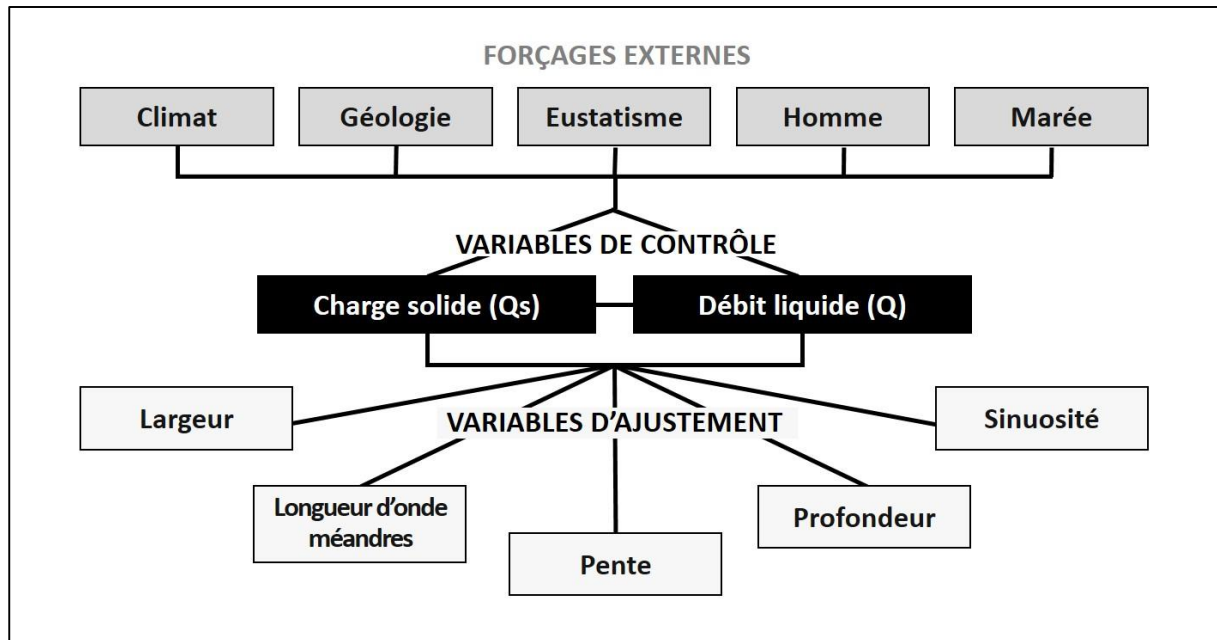 FORÇAGES EXTERNES
Climat
Géologie
Eustatisme
Homme
Marée
VARIABLES DE CONTRÔLE
Charge solide (Qs)
Débit liquide (Q)
Largeur
VARIABLES D'AJUSTEMENT
Sinuosité
Longueur d'onde
méandres
Pente
Profondeur